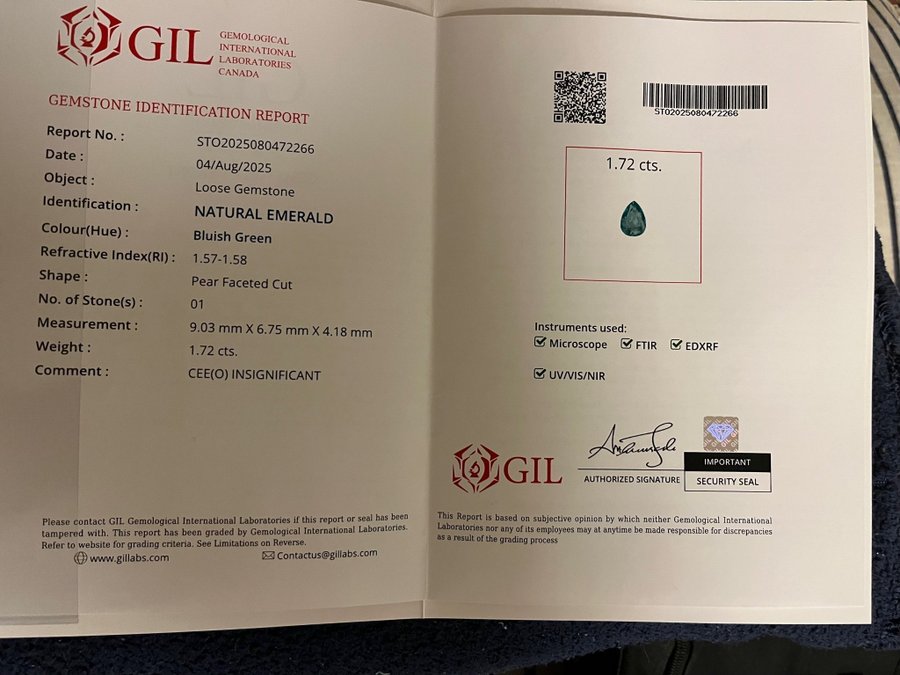 GIL
GEMOLOGICAL
INTERNATIONAL
LABORATORIES
CANADA
GEMSTONE IDENTIFICATION REPORT
Report No. : STO2025080472266
Date : 04/Aug/2025
Object : Loose Gemstone
Identification : NATURAL EMERALD
Colour(Hue) : Bluish Green
Refractive Index(RI) : 1.57-1.58
Shape : Pear Faceted Cut
No. of Stone(s) : 01
Measurement : 9.03 mm X 6.75 mm X 4.18 mm
Weight : 1.72 cts.
Comment : CEE(O) INSIGNIFICANT
Please contact GIL Gemological International Laboratories if this report or seal has been
tampered with. This report has been graded by Gemological International Laboratories.
Refer to website for grading criteria. See Limitations on Reverse.
www.gillabs.com Contactus@gillabs.com
STO2025080472266
1.72 cts.
Instruments used:
Microscope FTIR EDXRF
UV/VIS/NIR
GIL
AUTHORIZED SIGNATURE
IMPORTANT
SECURITY SEAL
This Report is based on subjective opinion by which neither Gemological International
Laboratories nor any of its employees may at anytime be made responsible for discrepancies
as a result of the grading process